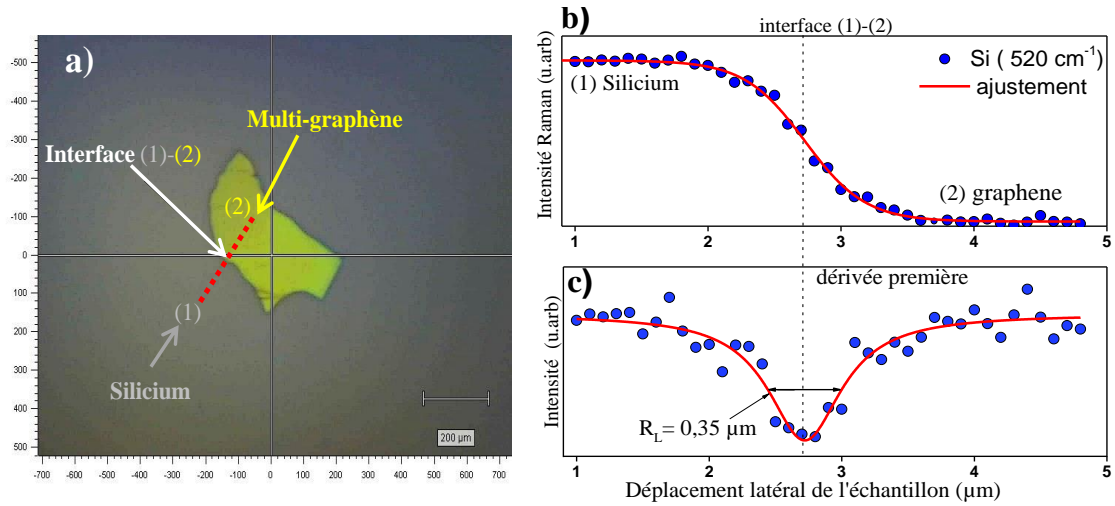 a)
Multi-graphène
Interface (1)-(2)
(2)
(1)
Silicium
200 µm
-500
-400
-300
-200
-100
0
100
200
300
400
500
-700 -600 -500 -400 -300 -200 -100 0 100 200 300 400 500 600 700
b)
interface (1)-(2)
Intensité Raman (u.arb)
Si ( 520 cm-1)
ajustement
(1) Silicium
(2) graphene
1 2 3 4 5
c)
dérivée première
Intensité (u.arb)
RL= 0,35 µm
1 2 3 4 5
Déplacement latéral de l'échantillon (µm)